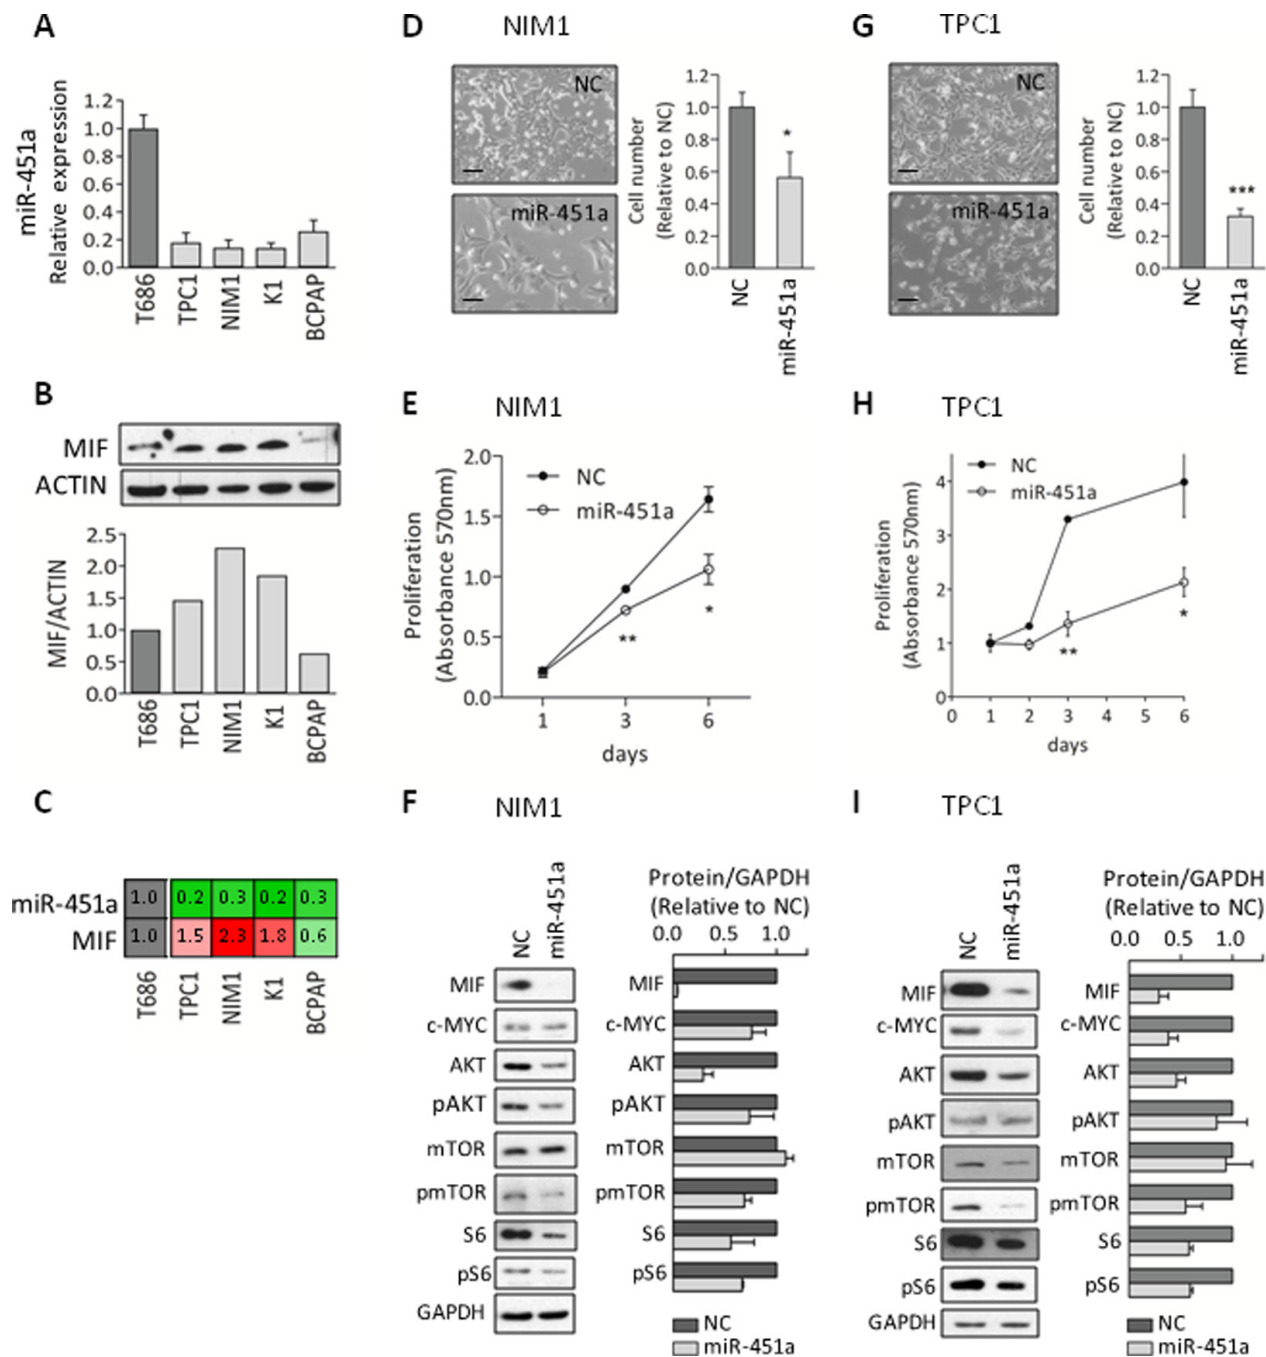 A
miR-451a
Relative expression
1.2
1.0
0.8
0.6
0.4
0.2
0.0
T686
TPC1
NIM1
K1
BCPAP
B
MIF
ACTIN
MIF/ACTIN
2.5
2.0
1.5
1.0
0.5
0.0
T686
TPC1
NIM1
K1
BCPAP
C
miR-451a 1.0 0.2 0.3 0.2 0.3
MIF 1.0 1.5 2.3 1.8 0.6
T686
TPC1
NIM1
K1
BCPAP
D NIM1
NC
miR-451a
Cell number
(Relative to NC)
1.2
1.0
0.8
0.6
0.4
0.2
0.0
*
NC
miR-451a
E NIM1
Proliferation
(Absorbance 570nm)
2.0
1.5
1.0
0.5
0.0
NC
miR-451a
**
*
1 3 6
days
F NIM1
NC
miR-451a
Protein/GAPDH
(Relative to NC)
0.0 0.5 1.0
MIF MIF
c-MYC c-MYC
AKT AKT
pAKT pAKT
mTOR mTOR
pmTOR pmTOR
S6 S6
pS6 pS6
GAPDH
NC
miR-451a
G TPC1
NC
miR-451a
Cell number
(Relative to NC)
1.2
1.0
0.8
0.6
0.4
0.2
0.0
***
NC
miR-451a
H TPC1
Proliferation
(Absorbance 570nm)
4
3
2
1
0
NC
miR-451a
**
*
0 1 2 3 4 5 6
days
I TPC1
NC
miR-451a
Protein/GAPDH
(Relative to NC)
0.0 0.5 1.0
MIF MIF
c-MYC c-MYC
AKT AKT
pAKT pAKT
mTOR mTOR
pmTOR pmTOR
S6 S6
pS6 pS6
GAPDH
NC
miR-451a